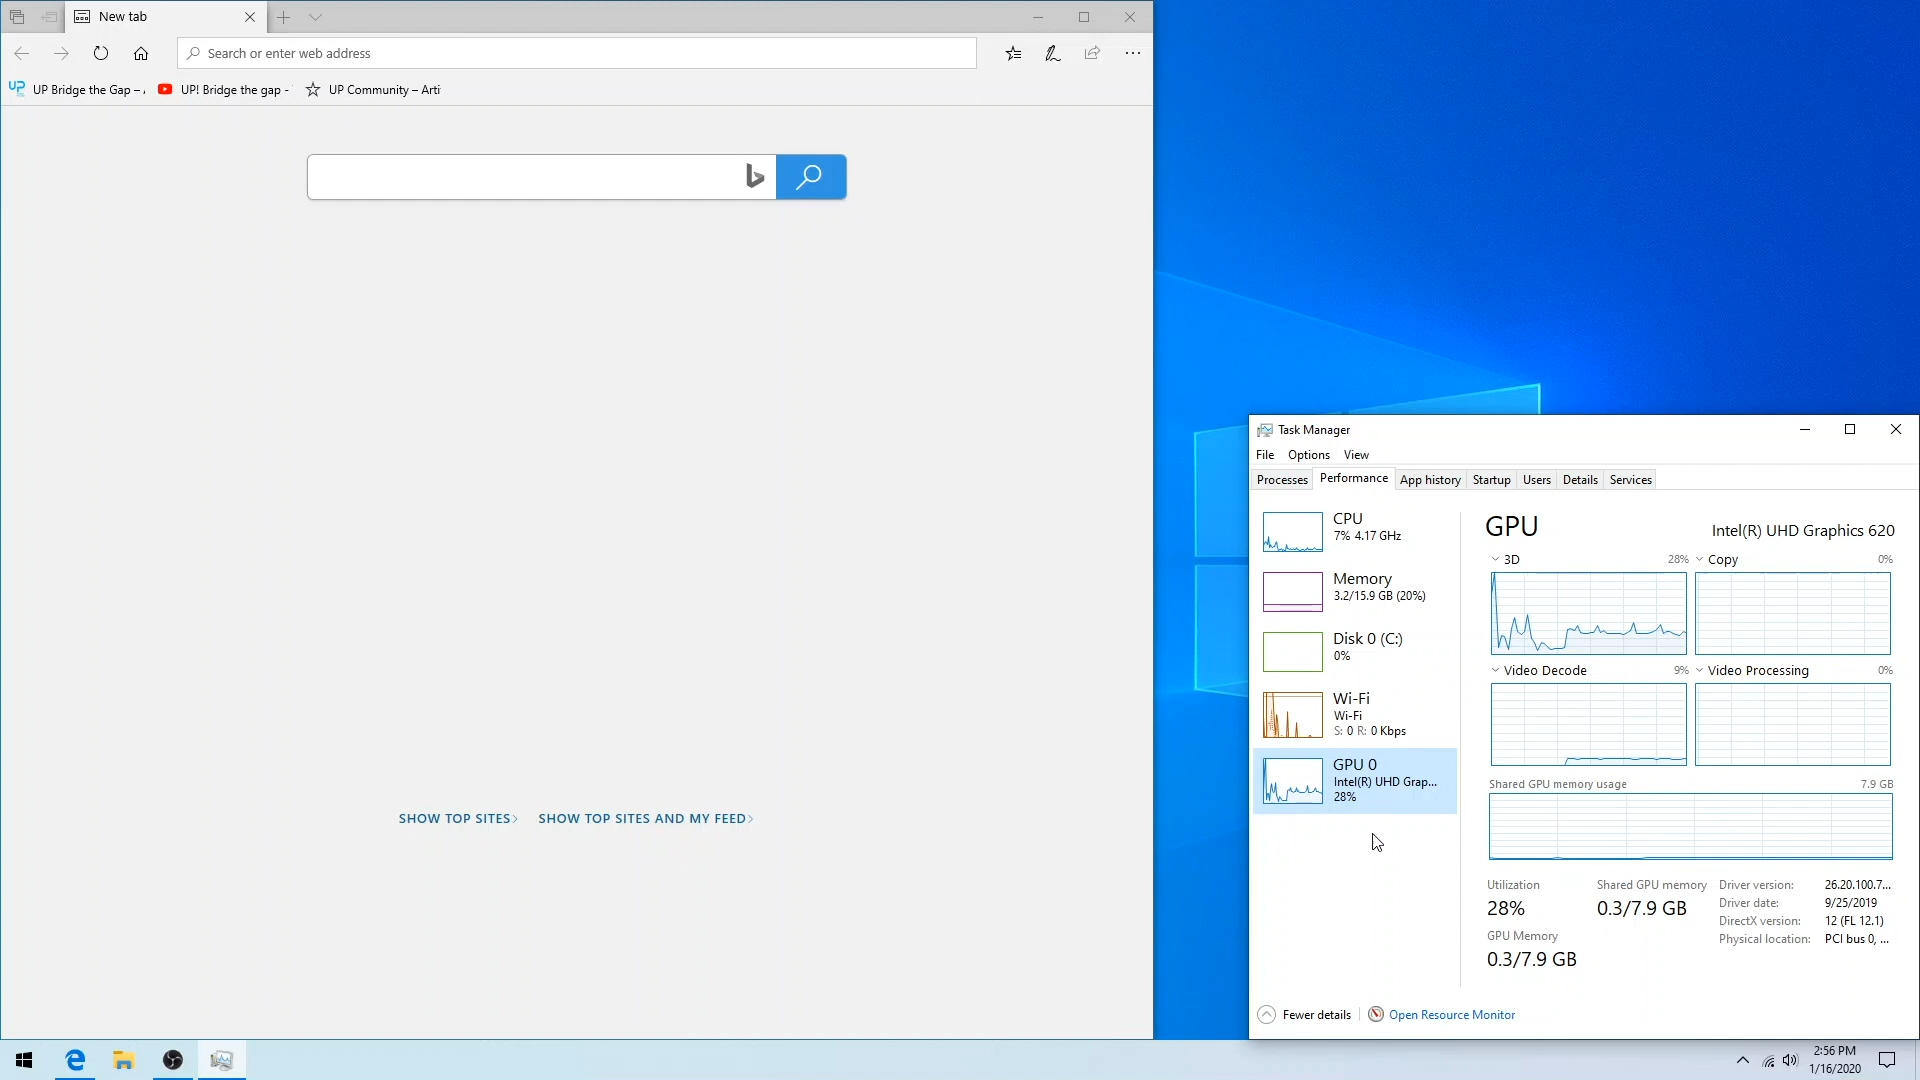 New tab
Search or enter web address
UP Bridge the Gap –
UP! Bridge the gap -
UP Community – Arti
SHOW TOP SITES
SHOW TOP SITES AND MY FEED
Task Manager
File Options View
Processes Performance App history Startup Users Details Services
CPU
7% 4.17 GHz
Memory
3.2/15.9 GB (20%)
Disk 0 (C:)
0%
Wi-Fi
Wi-Fi
S: 0 R: 0 Kbps
GPU 0
Intel(R) UHD Grap...
28%
GPU Intel(R) UHD Graphics 620
3D 28% Copy 0%
Video Decode 9% Video Processing 0%
Shared GPU memory usage 7.9 GB
Utilization
28%
Shared GPU memory
0.3/7.9 GB
GPU Memory
0.3/7.9 GB
Driver version: 26.20.100.7...
Driver date: 9/25/2019
DirectX version: 12 (FL 12.1)
Physical location: PCI bus 0, ...
Fewer details Open Resource Monitor
2:56 PM
1/16/2020